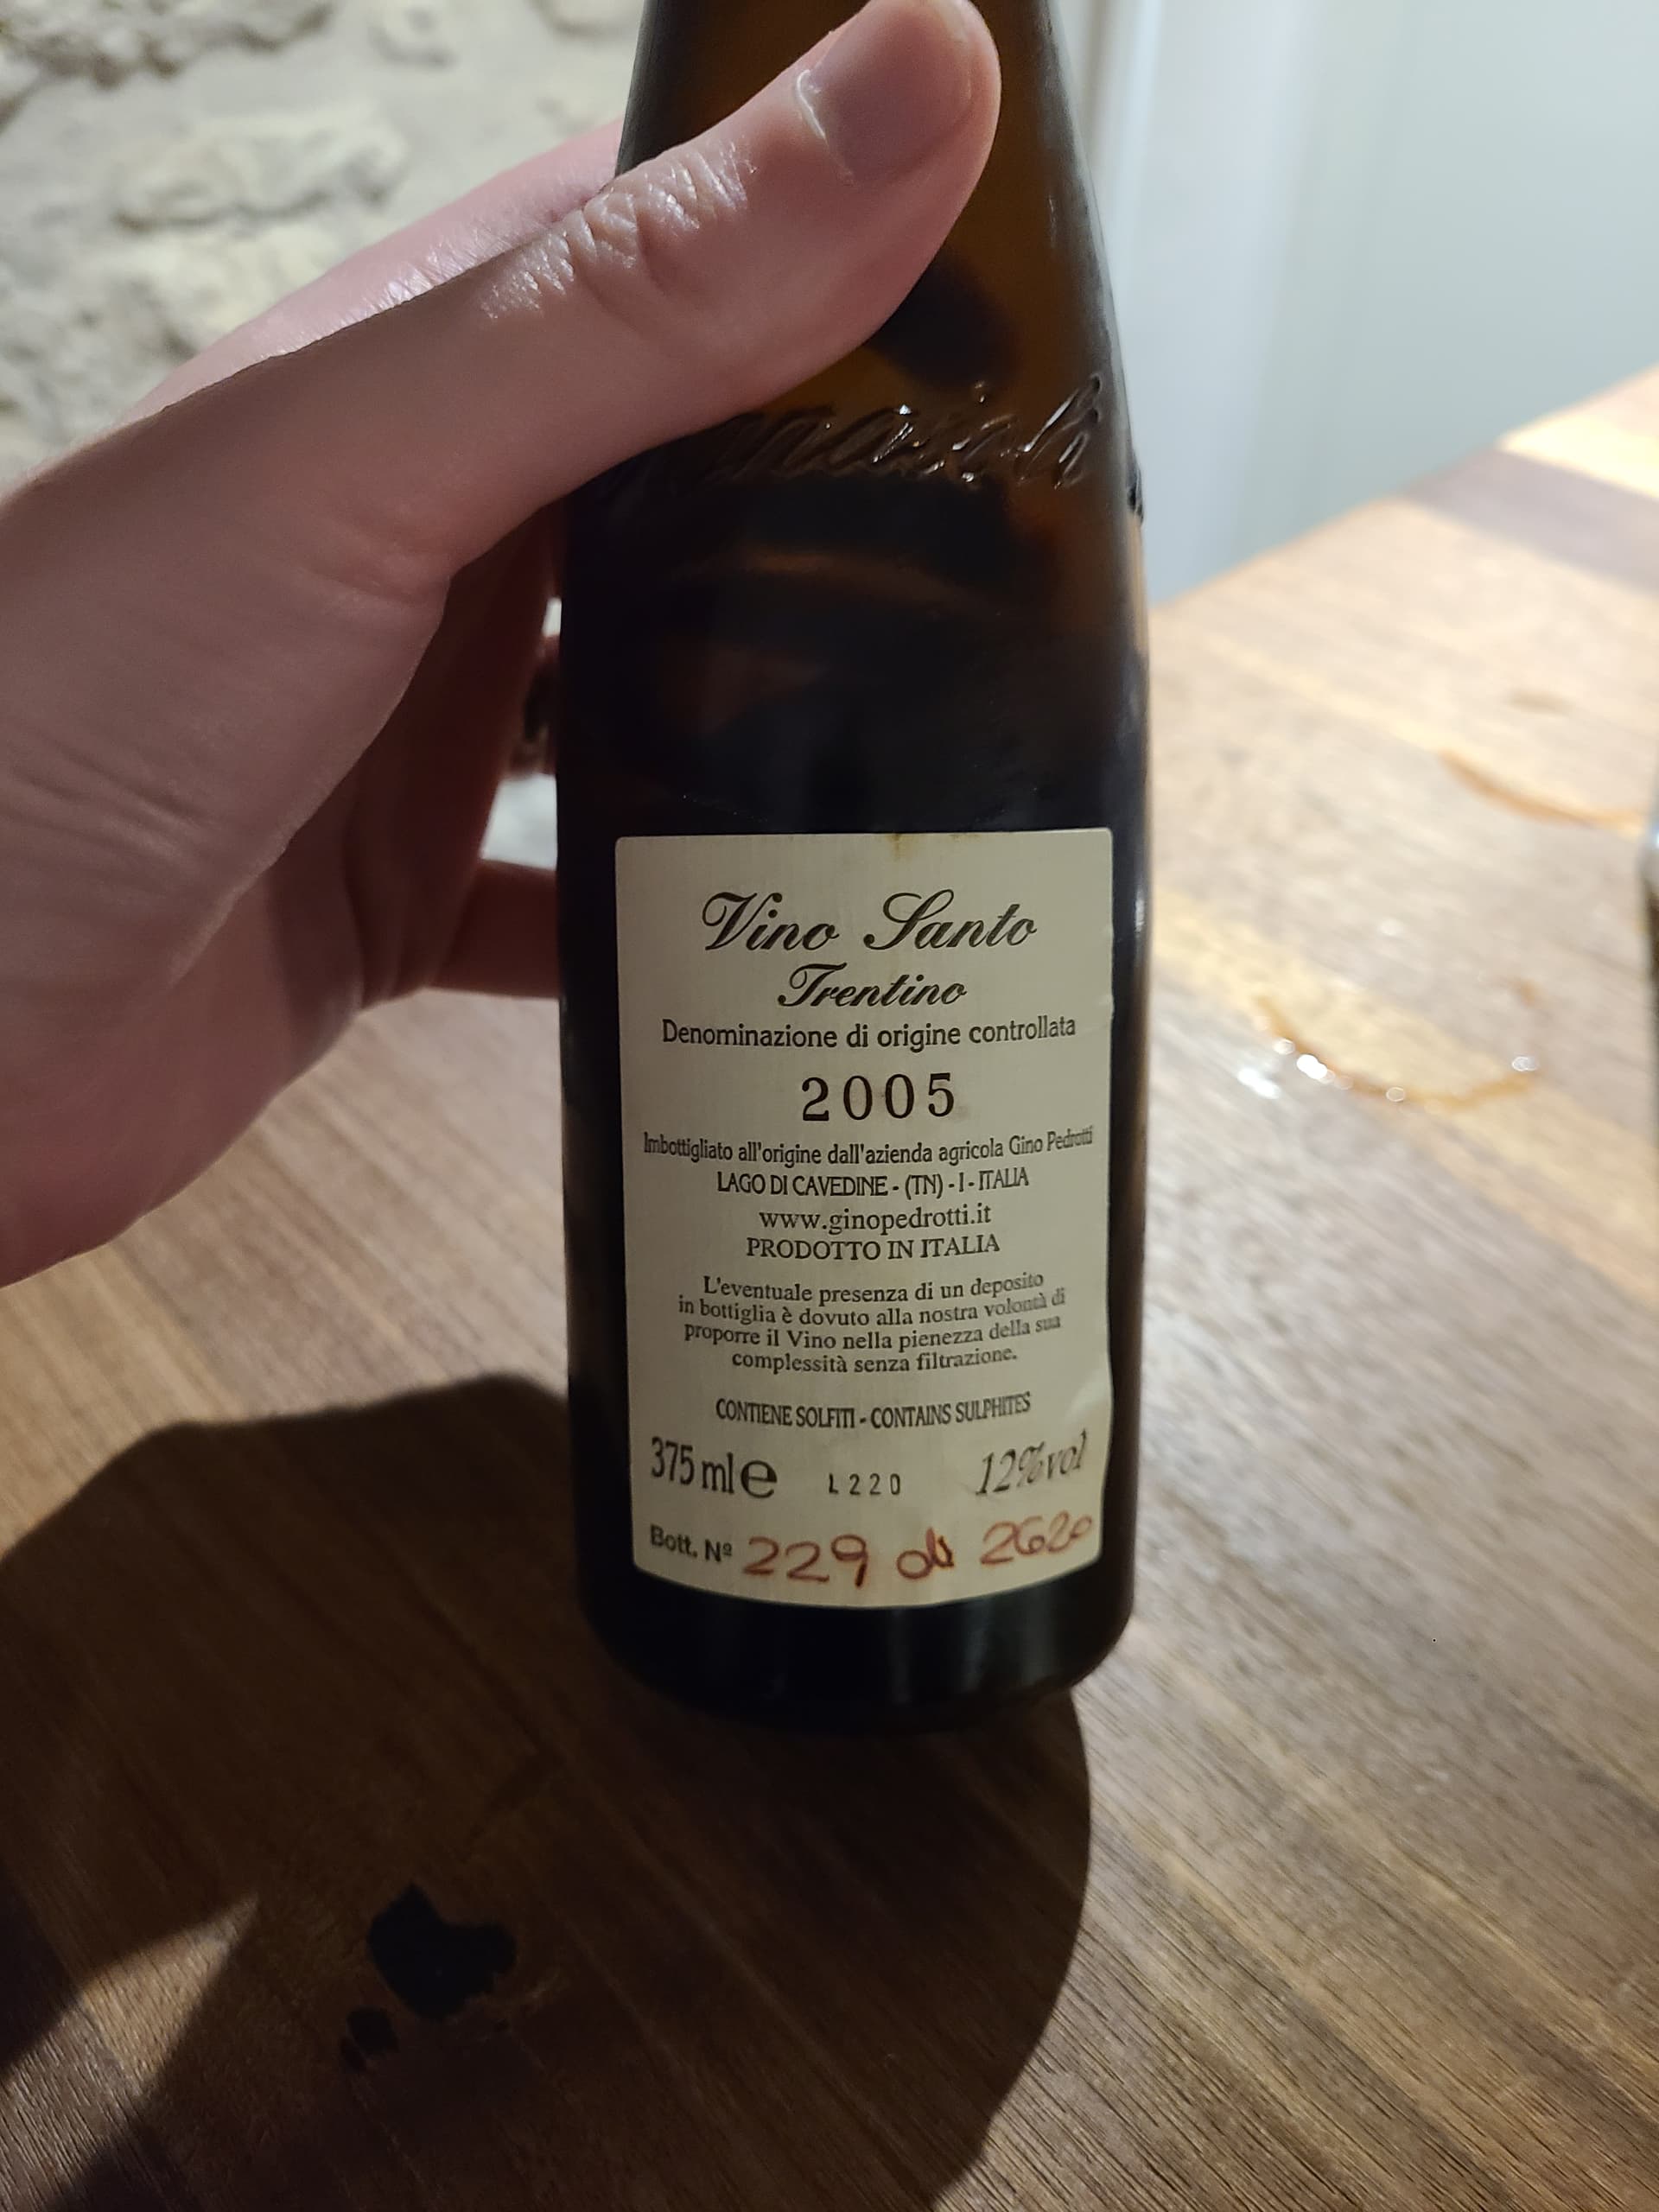 Vino Santo
Trentino
Denominazione di origine controllata
2005
Imbottigliato all'origine dall'azienda agricola Gino Pedrotti
LAGO DI CAVEDINE - (TN) - I - ITALIA
www.ginopedrotti.it
PRODOTTO IN ITALIA
L'eventuale presenza di un deposito
in bottiglia è dovuto alla nostra volontà di
proporre il Vino nella pienezza della sua
complessità senza filtrazione.
CONTIENE SOLFITI - CONTAINS SULPHITES
375 ml e L220 12% vol
Bott. Nº 229 di 2620